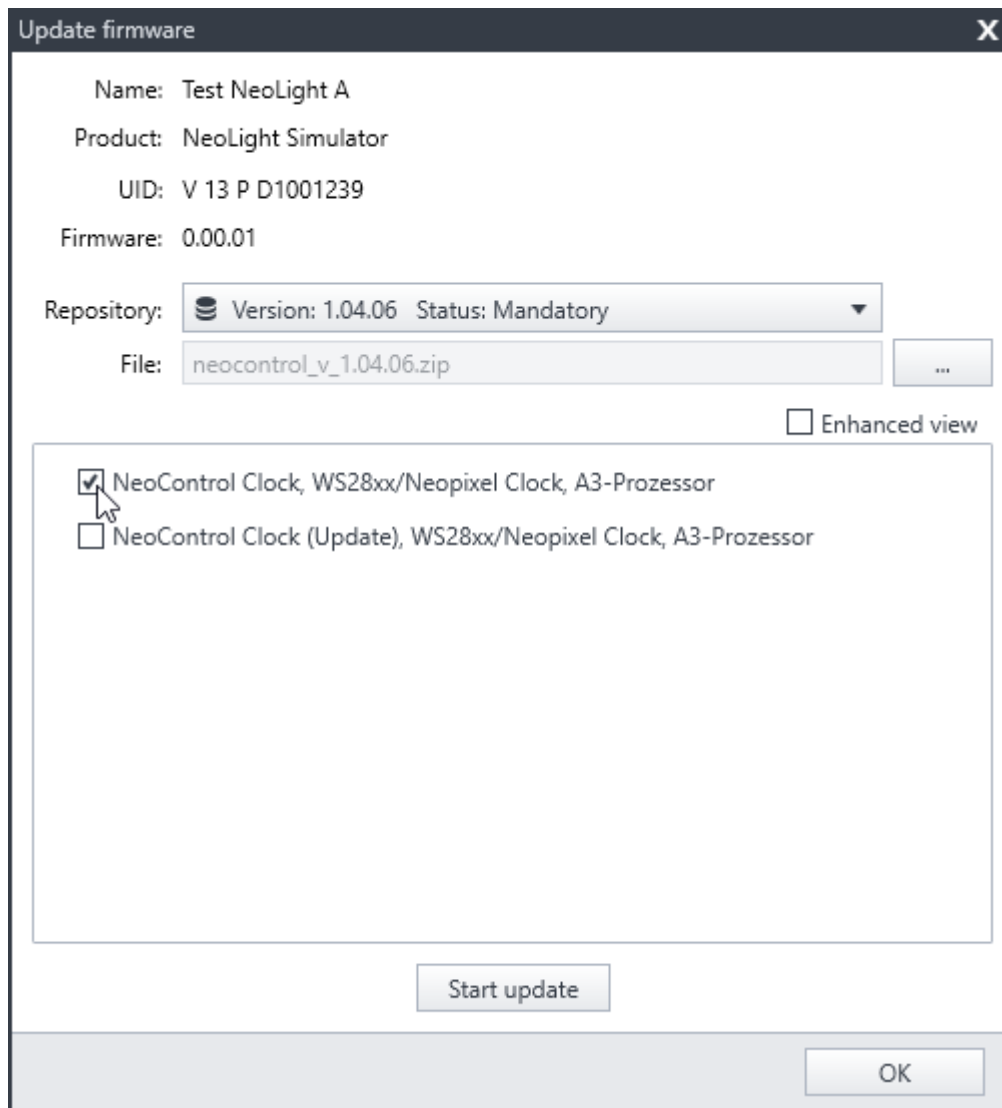 Update firmware X
Name: Test NeoLight A
Product: NeoLight Simulator
UID: V 13 P D1001239
Firmware: 0.00.01
Repository: Version: 1.04.06 Status: Mandatory
File: neocontrol_v_1.04.06.zip ...
Enhanced view
NeoControl Clock, WS28xx/Neopixel Clock, A3-Prozessor
NeoControl Clock (Update), WS28xx/Neopixel Clock, A3-Prozessor
Start update
OK